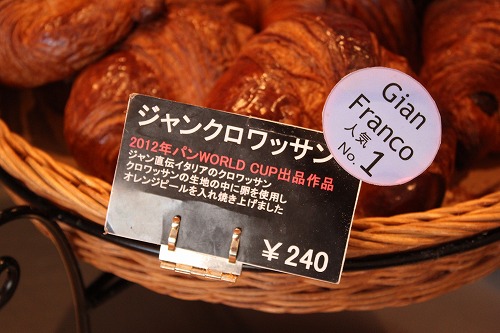 ジャンクロワッサン
2012年パンWORLD CUP出品作品
ジャン直伝イタリアのクロワッサン
クロワッサンの生地の中に卵を使用し
オレンジピールを入れ焼き上げました
￥240
Gian
Franco
人気
No.1